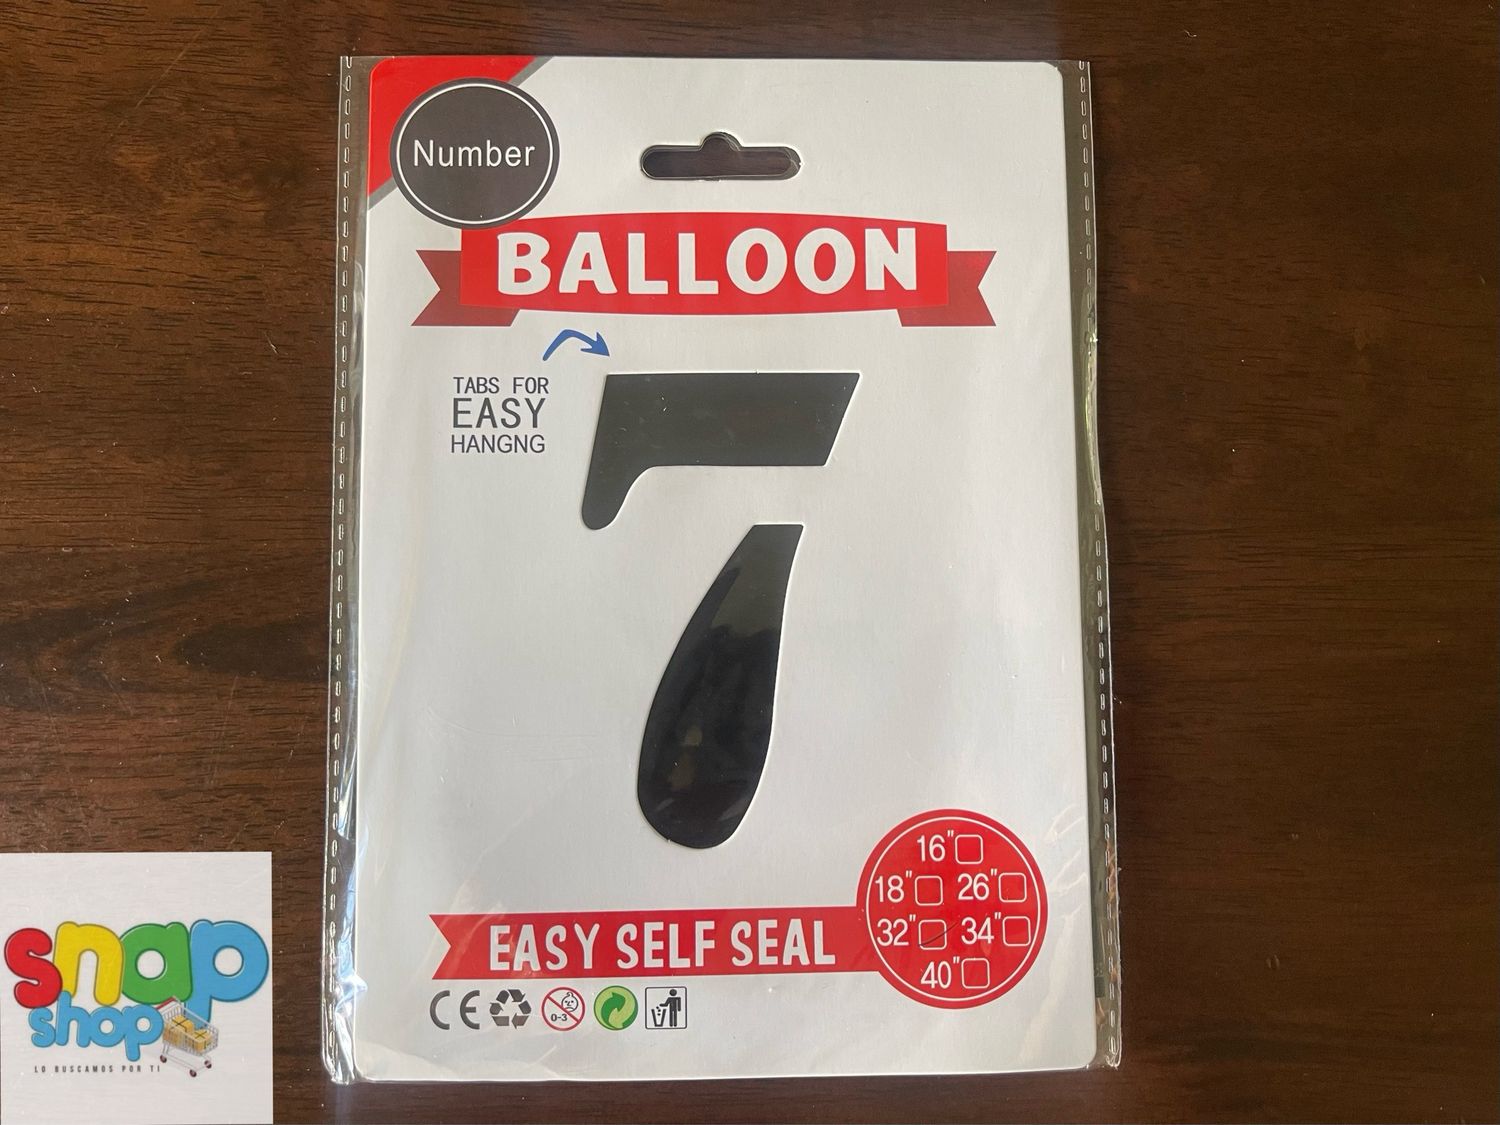 Number
BALLOON
TABS FOR
EASY
HANGNG
7
16"
18" 26"
32" 34"
40"
EASY SELF SEAL
CE
0-3
snap
shop
LO BUSCAMOS POR TI